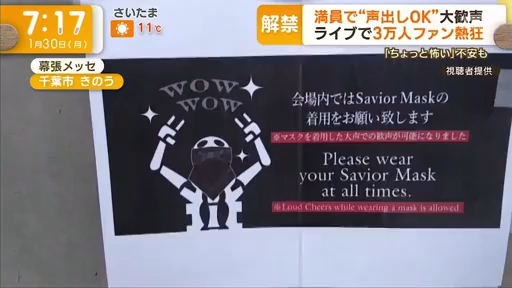 7:17
1月30日(月)
さいたま
11℃
解禁
満員で“声出しOK”大歓声
ライブで3万人ファン熱狂
「ちょっと怖い」不安も
視聴者提供
幕張メッセ
千葉市 きのう
WOW
WOW
会場内ではSavior Maskの
着用をお願い致します
※マスクを着用した大声での歓声が可能になりました
Please wear
your Savior Mask
at all times.
※Loud Cheers while wearing a mask is allowed.